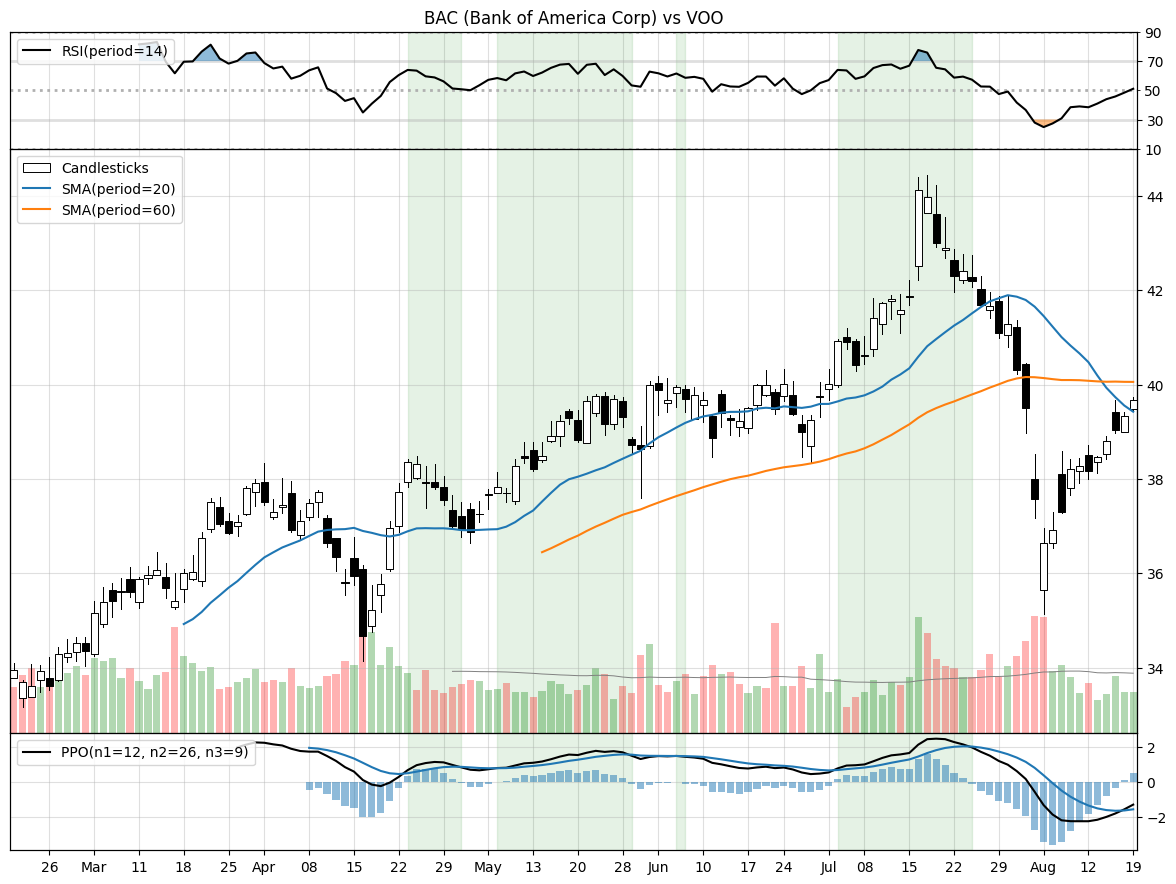 BAC (Bank of America Corp) vs VOO
RSI(period=14)
90
70
50
30
10
Candlesticks
SMA(period=20)
SMA(period=60)
44
42
40
38
36
34
PPO(n1=12, n2=26, n3=9)
2
0
−2
26 Mar 11 18 25 Apr 08 15 22 29 May 13 20 28 Jun 10 17 24 Jul 08 15 22 29 Aug 12 19